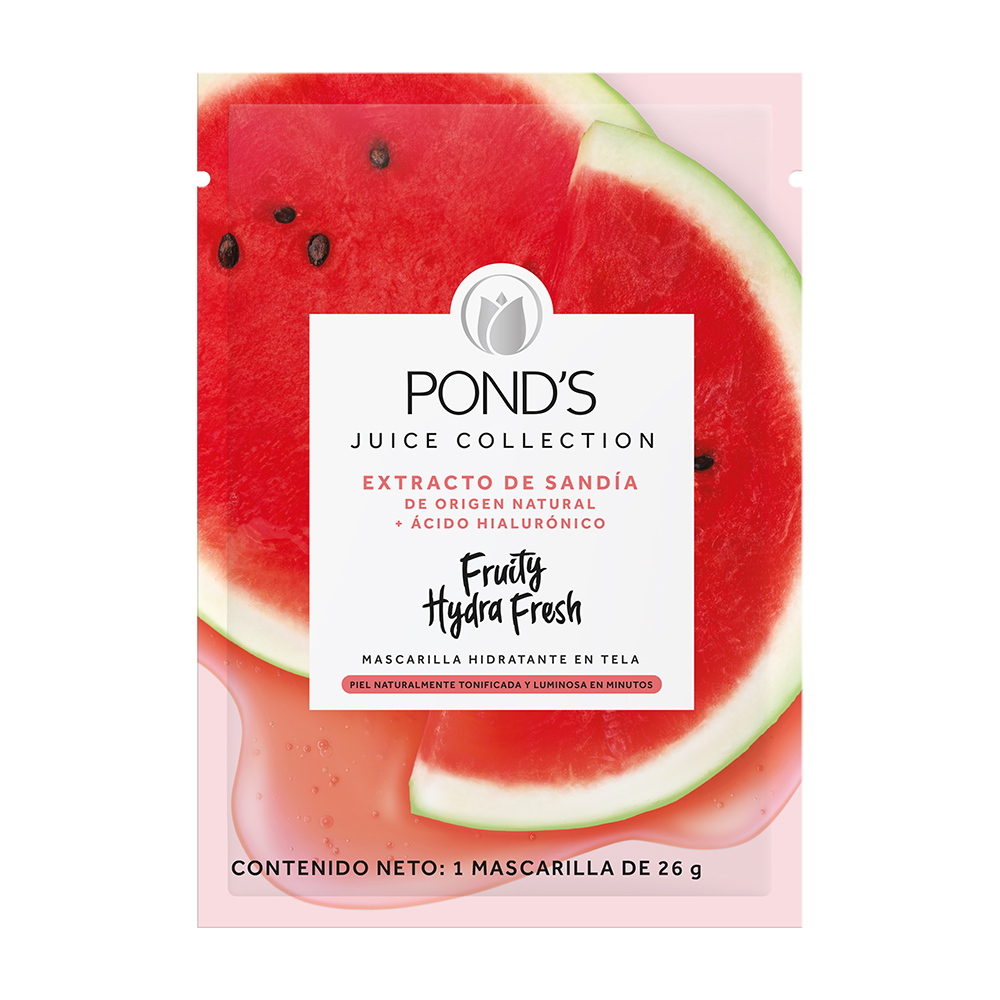 POND'S
JUICE COLLECTION
EXTRACTO DE SANDÍA
DE ORIGEN NATURAL
+ ÁCIDO HIALURÓNICO
Fruity
Hydra Fresh
MASCARILLA HIDRATANTE EN TELA
PIEL NATURALMENTE TONIFICADA Y LUMINOSA EN MINUTOS
CONTENIDO NETO: 1 MASCARILLA DE 26 g